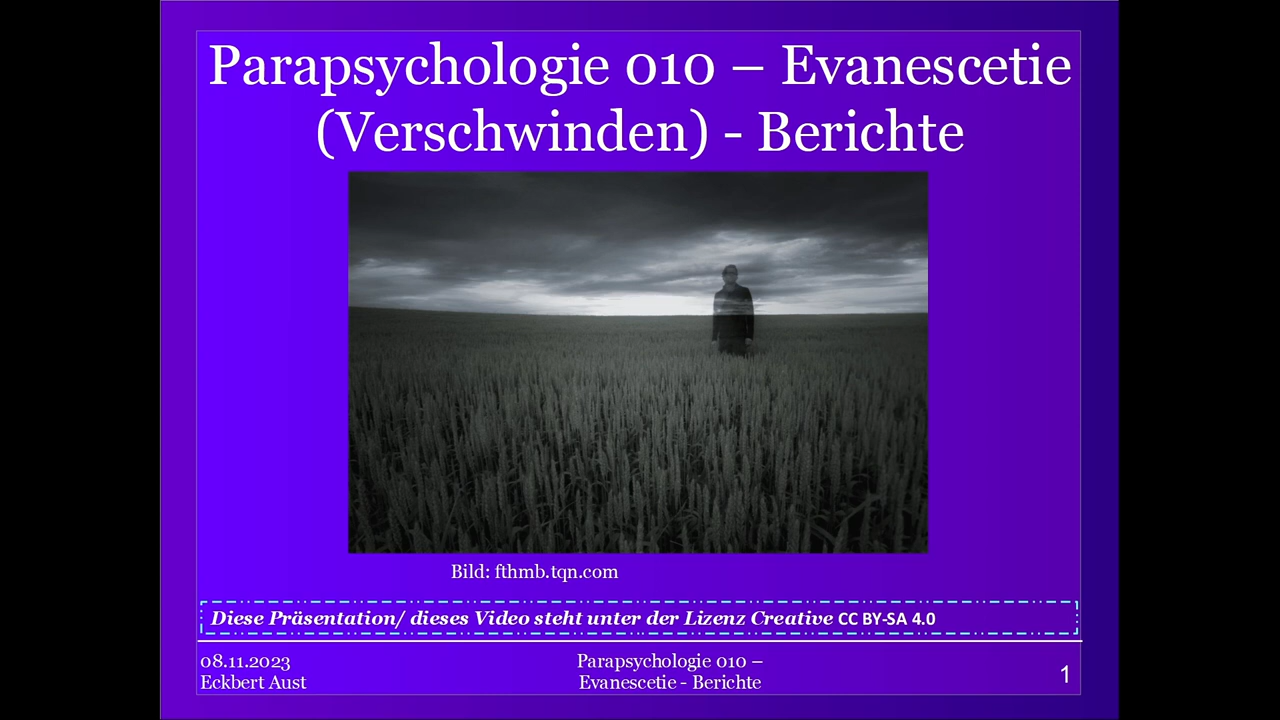 Parapsychologie 010 – Evanescetie
(Verschwinden) - Berichte
Bild: fthmb.tqn.com
Diese Präsentation/ dieses Video steht unter der Lizenz Creative CC BY-SA 4.0
08.11.2023
Eckbert Aust
Parapsychologie 010 –
Evanescetie - Berichte
1